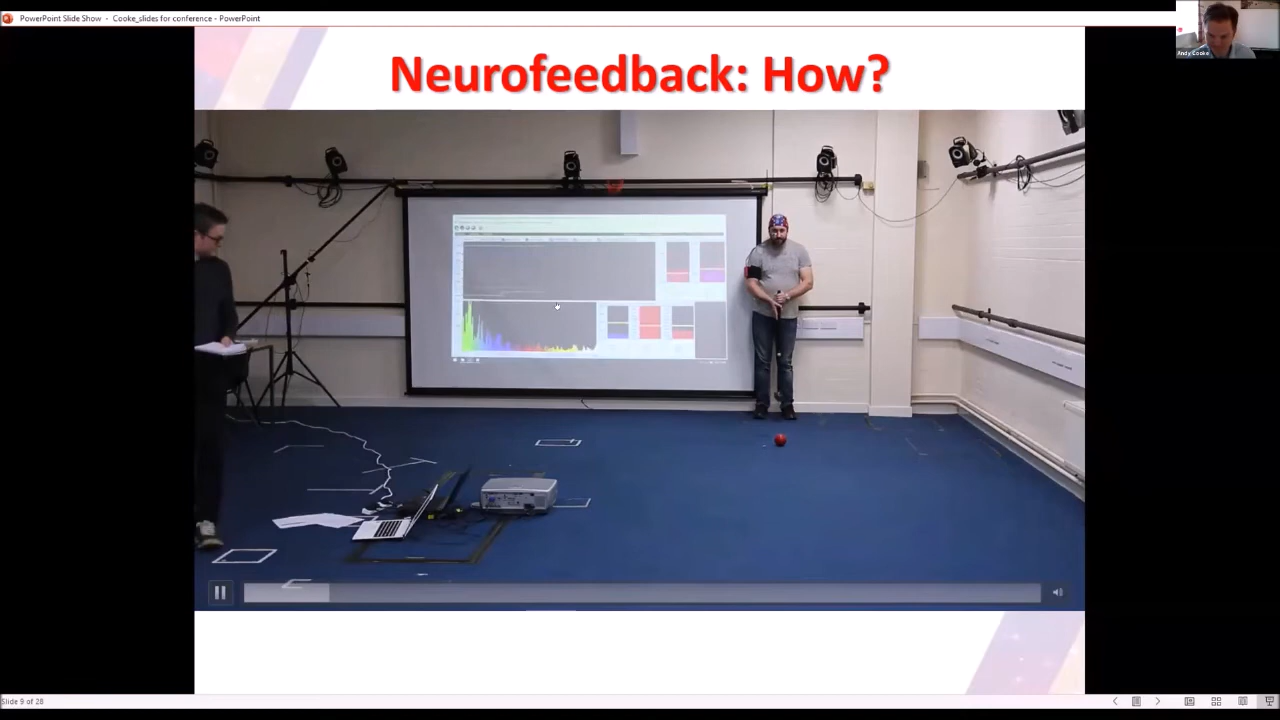 PowerPoint Slide Show - Cooke_slides for conference - PowerPoint
Andy Cooke
Neurofeedback: How?
Slide 9 of 28